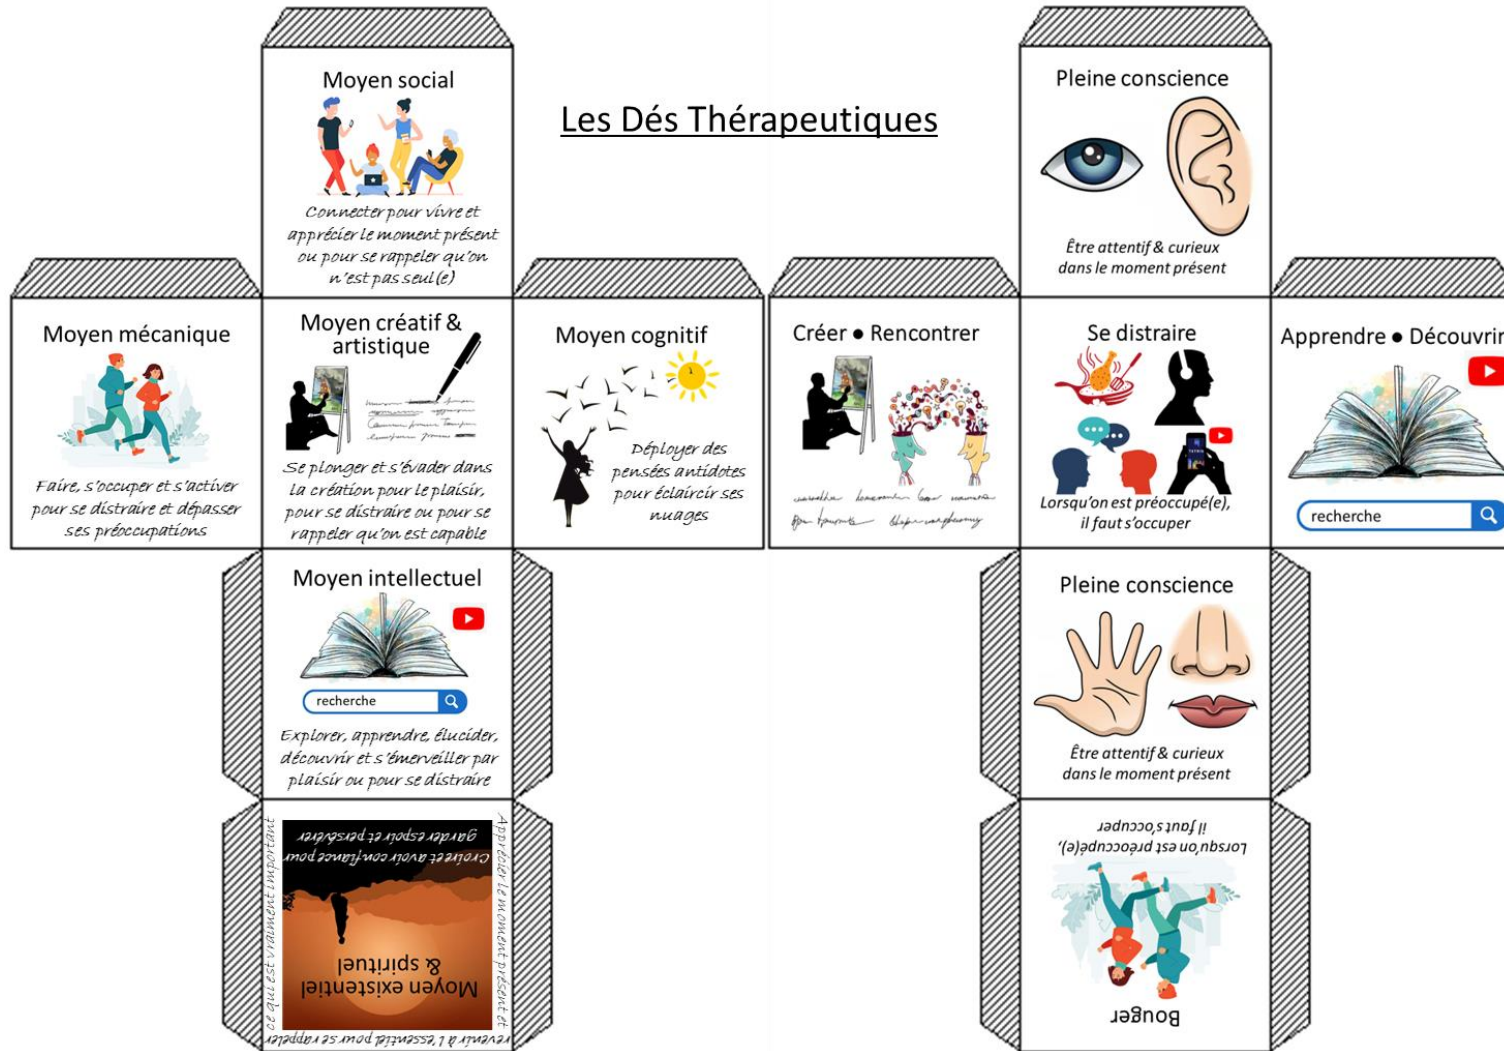 Les Dés Thérapeutiques
Moyen social
Connecter pour vivre et
apprécier le moment présent
ou pour se rappeler qu'on
n'est pas seul(e)
Moyen mécanique
Faire, s'occuper et s'activer
pour se distraire et dépasser
ses préoccupations
Moyen créatif &
artistique
Se plonger et s'évader dans
la création pour le plaisir,
pour se distraire ou pour se
rappeler qu'on est capable
Moyen cognitif
Déployer des
pensées antidotes
pour éclaircir ses
nuages
Moyen intellectuel
recherche
Explorer, apprendre, élucider,
découvrir et s'émerveiller par
plaisir ou pour se distraire
Moyen existentiel
& spirituel
Croire et avoir confiance pour
garder espoir et persévérer
Apprécier le moment présent et
revenir à l'essentiel pour se rappeler
ce qui est vraiment important
Pleine conscience
Être attentif & curieux
dans le moment présent
Créer ● Rencontrer
Se distraire
Lorsqu'on est préoccupé(e),
il faut s'occuper
Apprendre ● Découvrir
recherche
Pleine conscience
Être attentif & curieux
dans le moment présent
Bouger
Lorsqu'on est préoccupé(e),
il faut s'occuper